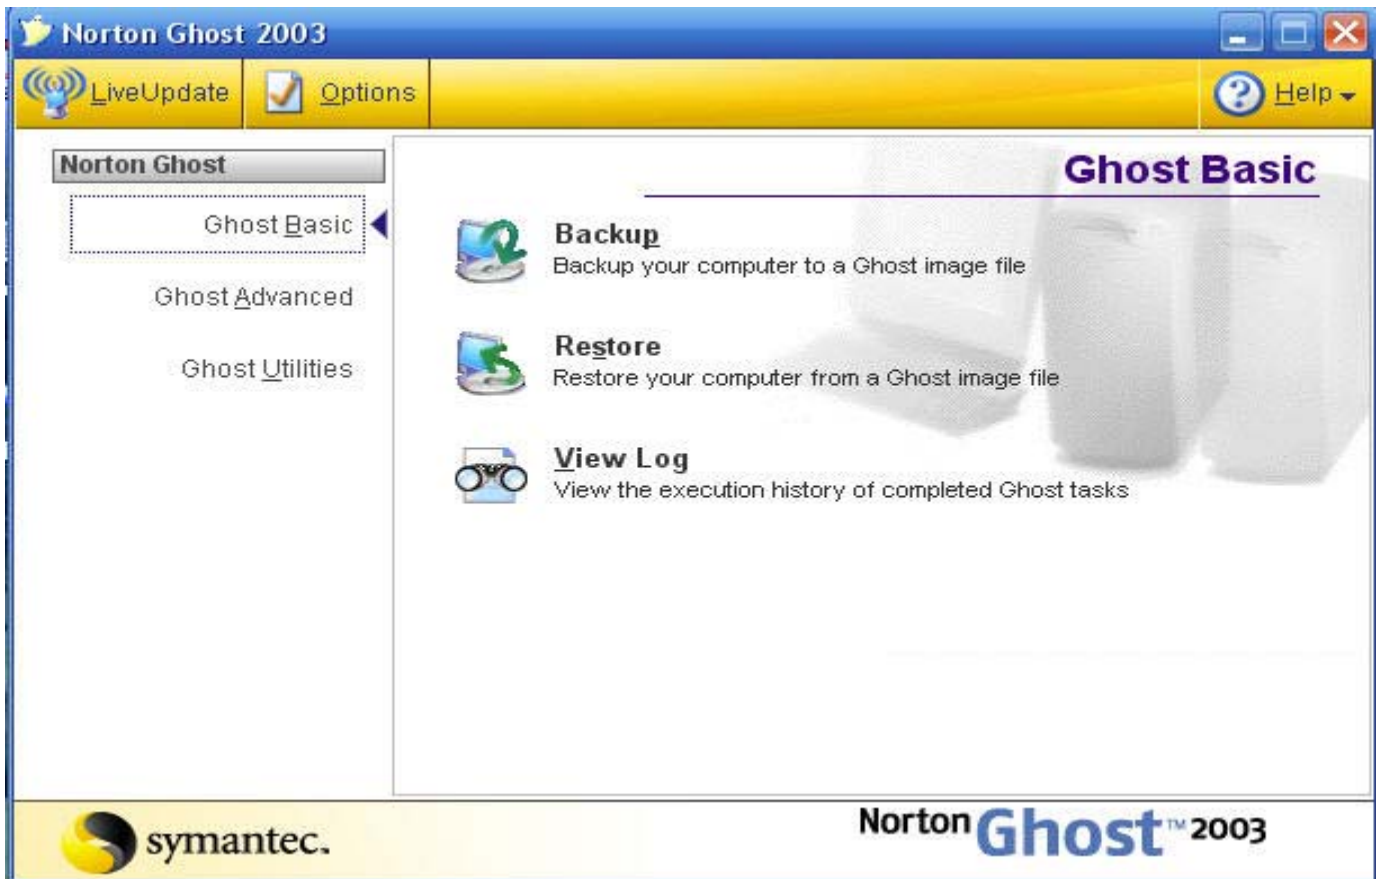 Norton Ghost 2003
LiveUpdate
Options
Help
Norton Ghost
Ghost Basic
Ghost Advanced
Ghost Utilities
Ghost Basic
Backup
Backup your computer to a Ghost image file
Restore
Restore your computer from a Ghost image file
View Log
View the execution history of completed Ghost tasks
symantec.
Norton Ghost™ 2003